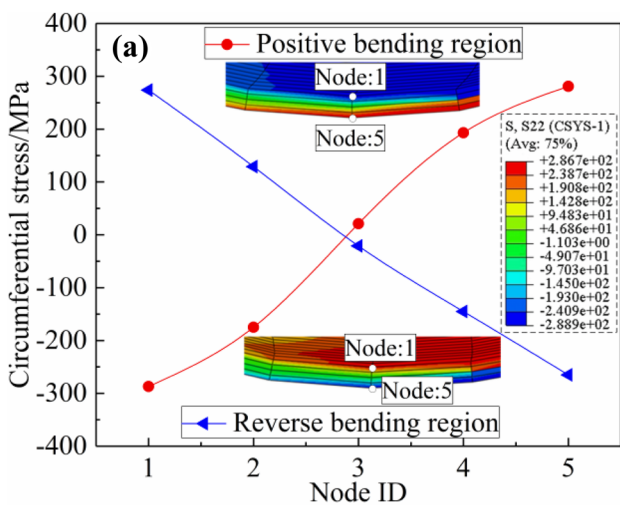 (a)
Positive bending region
Node:1
Node:5
S, S22 (CSYS-1)
(Avg: 75%)
+2.867e+02
+2.387e+02
+1.908e+02
+1.428e+02
+9.483e+01
+4.686e+01
-1.103e+00
-4.907e+01
-9.703e+01
-1.450e+02
-1.930e+02
-2.409e+02
-2.889e+02
Node:1
Node:5
Reverse bending region
Circumferential stress/MPa
400
300
200
100
0
-100
-200
-300
-400
1 2 3 4 5
Node ID